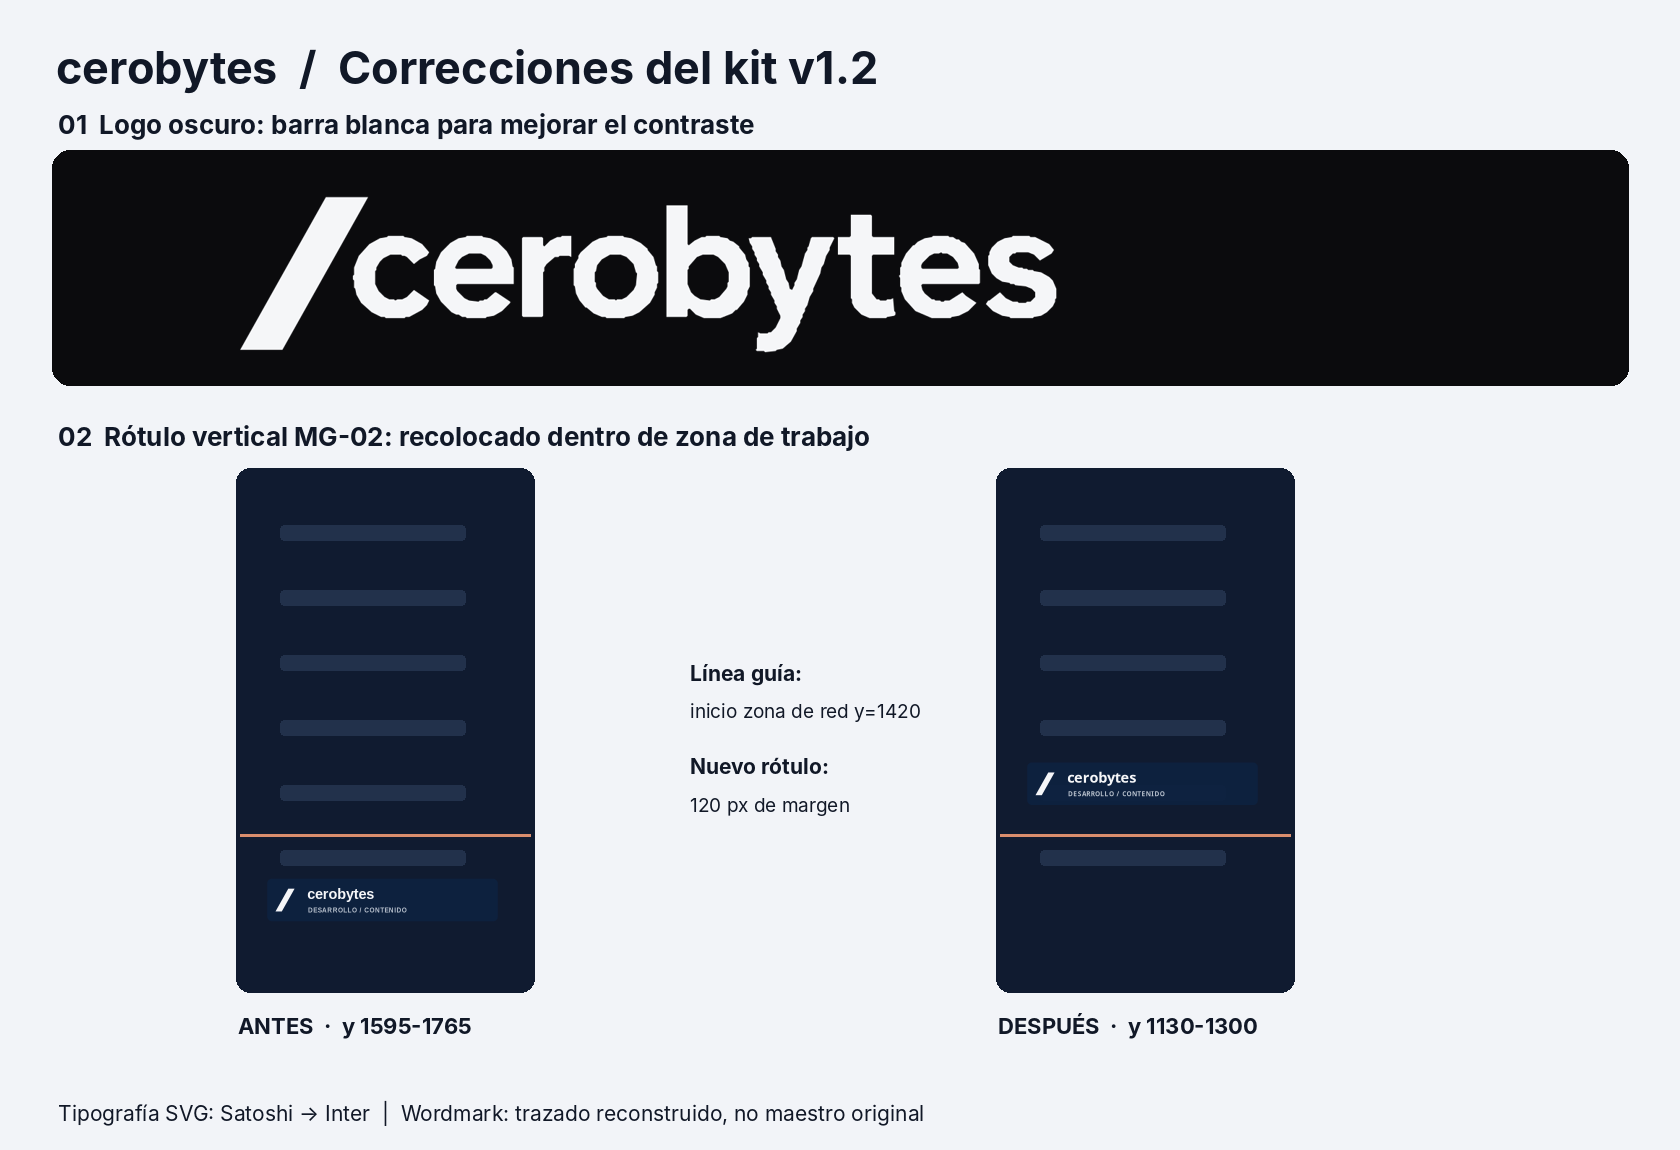 cerobytes / Correcciones del kit v1.2
01 Logo oscuro: barra blanca para mejorar el contraste
/cerobytes
02 Rótulo vertical MG-02: recolocado dentro de zona de trabajo
cerobytes
DESARROLLO / CONTENIDO
ANTES · y 1595-1765
Línea guía:
inicio zona de red y=1420
Nuevo rótulo:
120 px de margen
cerobytes
DESARROLLO / CONTENIDO
DESPUÉS · y 1130-1300
Tipografía SVG: Satoshi → Inter | Wordmark: trazado reconstruido, no maestro original